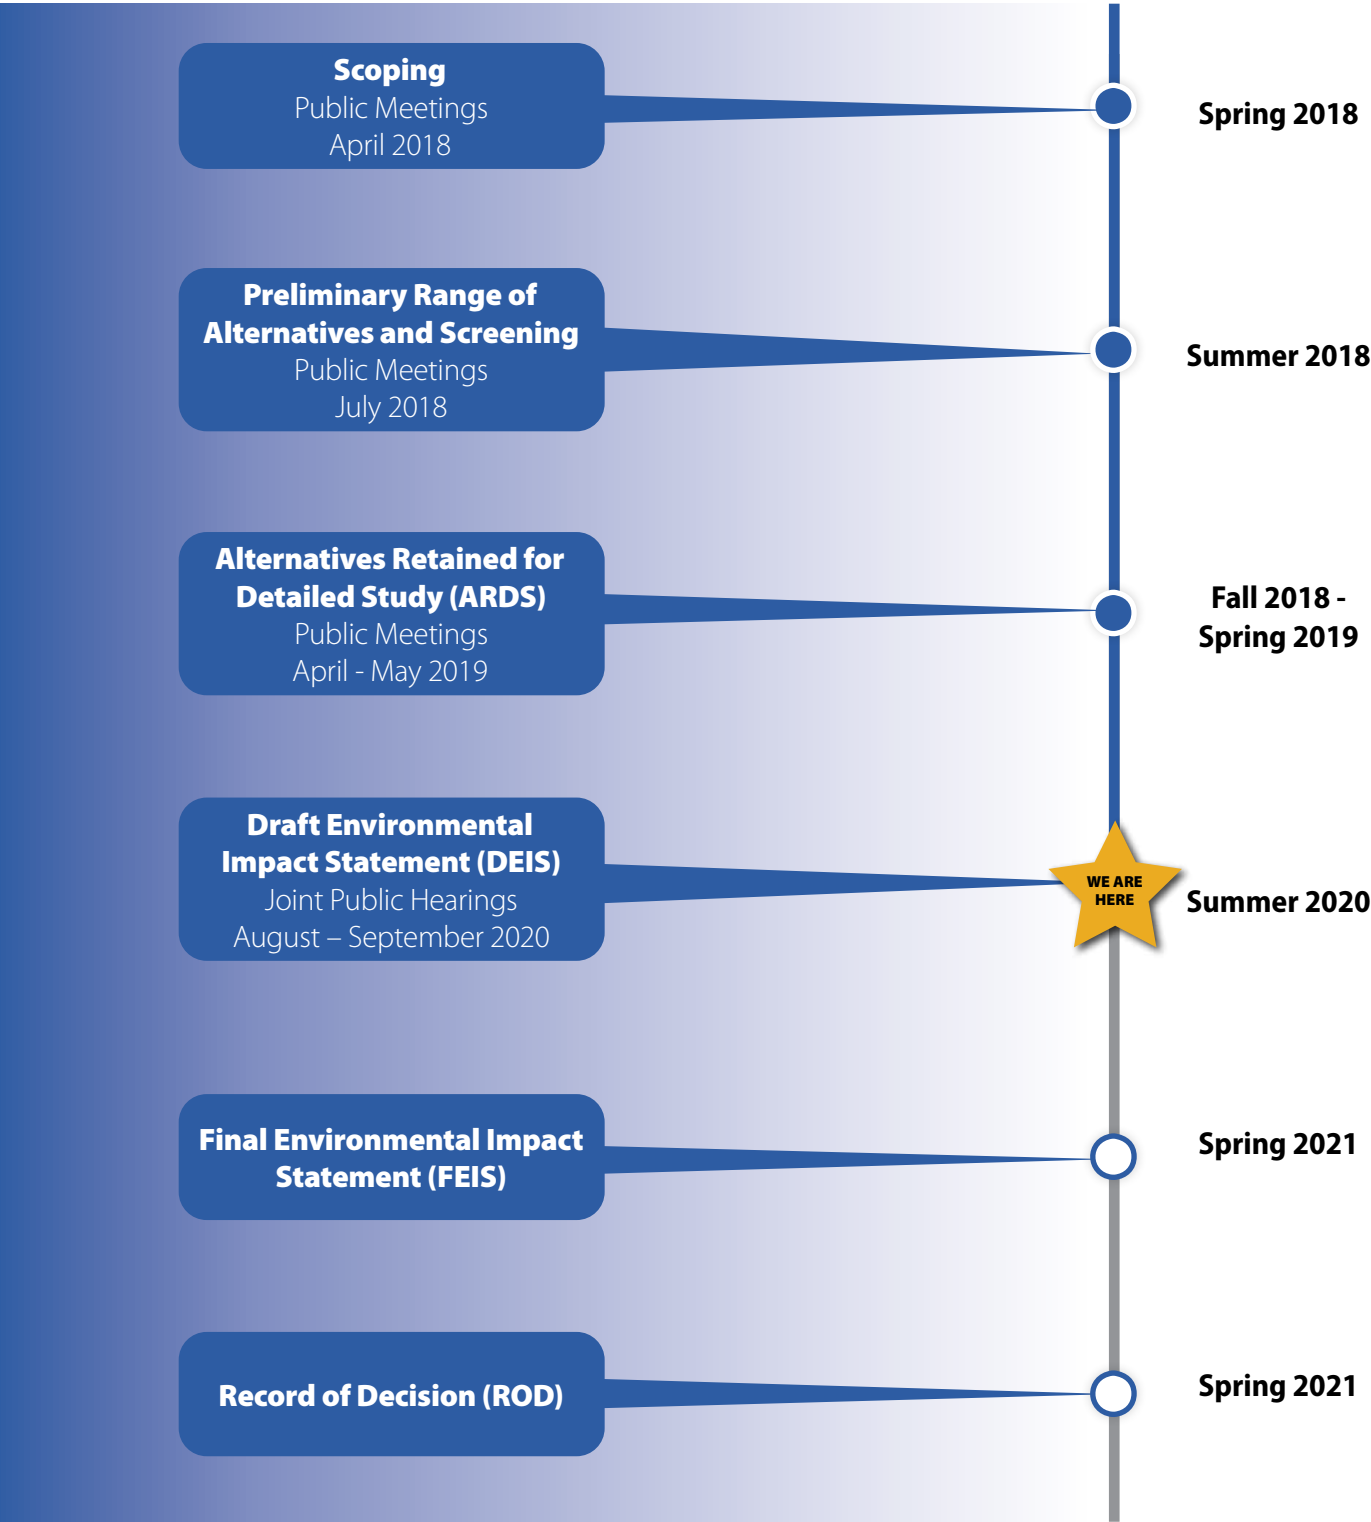 Scoping
Public Meetings
April 2018
Spring 2018
Preliminary Range of
Alternatives and Screening
Public Meetings
July 2018
Summer 2018
Alternatives Retained for
Detailed Study (ARDS)
Public Meetings
April - May 2019
Fall 2018 -
Spring 2019
Draft Environmental
Impact Statement (DEIS)
Joint Public Hearings
August – September 2020
WE ARE
HERE
Summer 2020
Final Environmental Impact
Statement (FEIS)
Spring 2021
Record of Decision (ROD)
Spring 2021